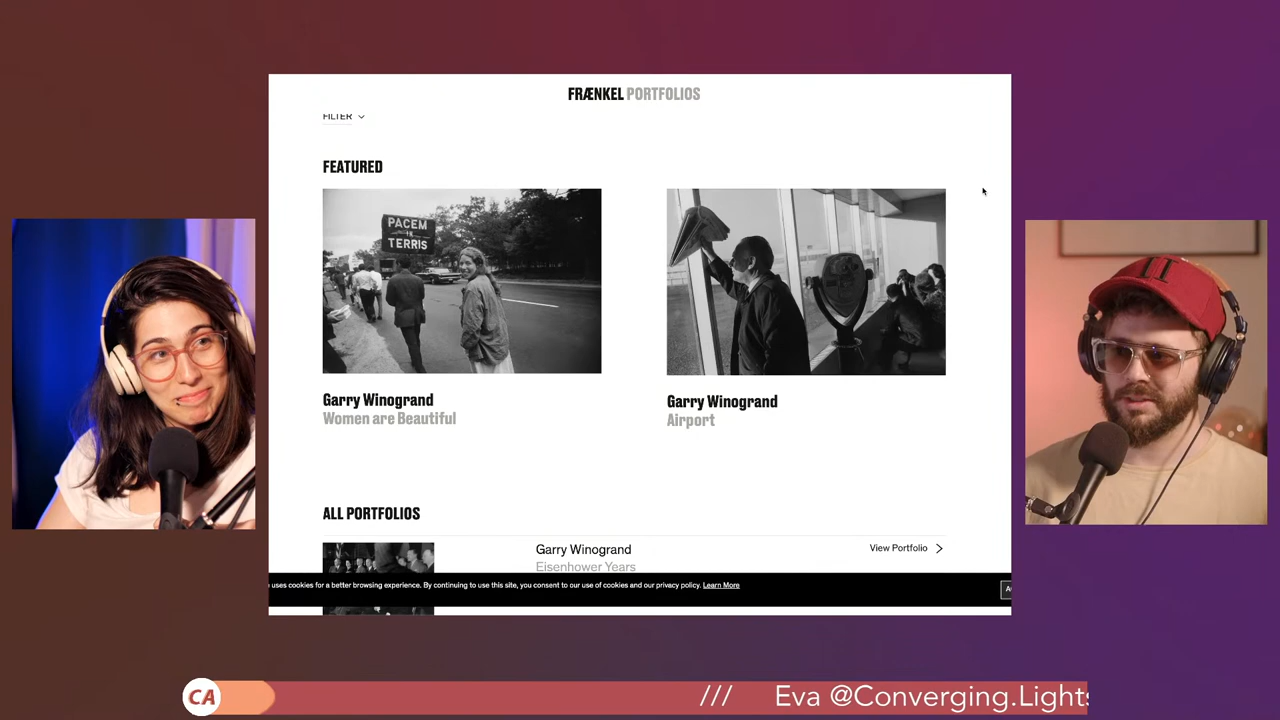 FRÆNKEL PORTFOLIOS
FILTER
FEATURED
PACEM
IN
TERRIS
Garry Winogrand
Women are Beautiful
Garry Winogrand
Airport
ALL PORTFOLIOS
Garry Winogrand
View Portfolio
Eisenhower Years
uses cookies for a better browsing experience. By continuing to use this site, you consent to our use of cookies and our privacy policy. Learn More
CA
/// Eva @Converging.Lights